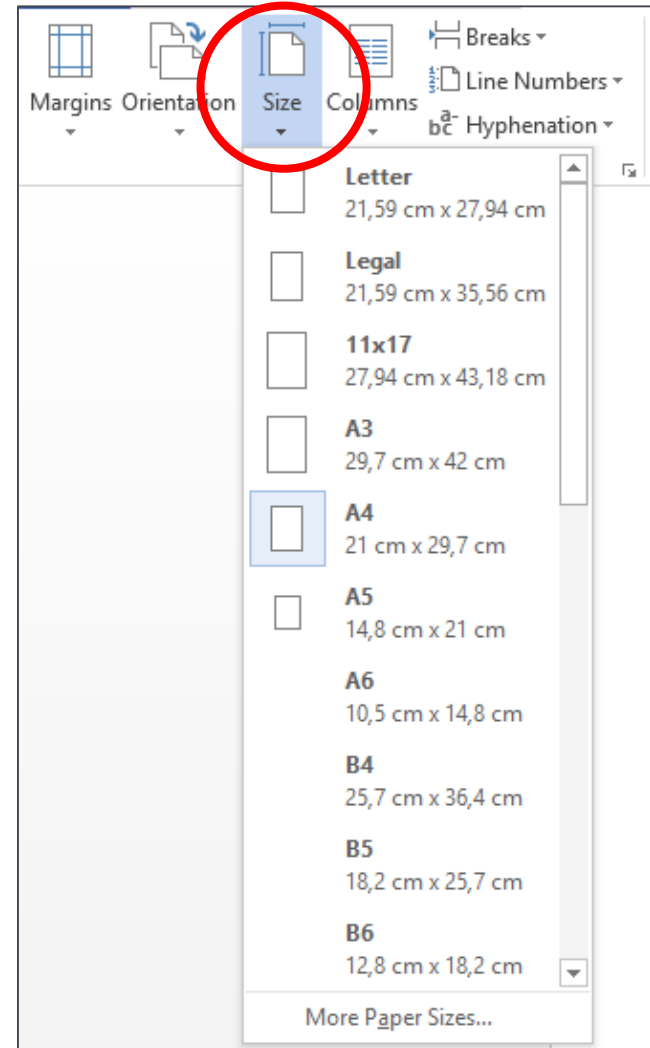 Margins Orientation Size Columns
Breaks
Line Numbers
Hyphenation
Letter
21,59 cm x 27,94 cm
Legal
21,59 cm x 35,56 cm
11x17
27,94 cm x 43,18 cm
A3
29,7 cm x 42 cm
A4
21 cm x 29,7 cm
A5
14,8 cm x 21 cm
A6
10,5 cm x 14,8 cm
B4
25,7 cm x 36,4 cm
B5
18,2 cm x 25,7 cm
B6
12,8 cm x 18,2 cm
More Paper Sizes...